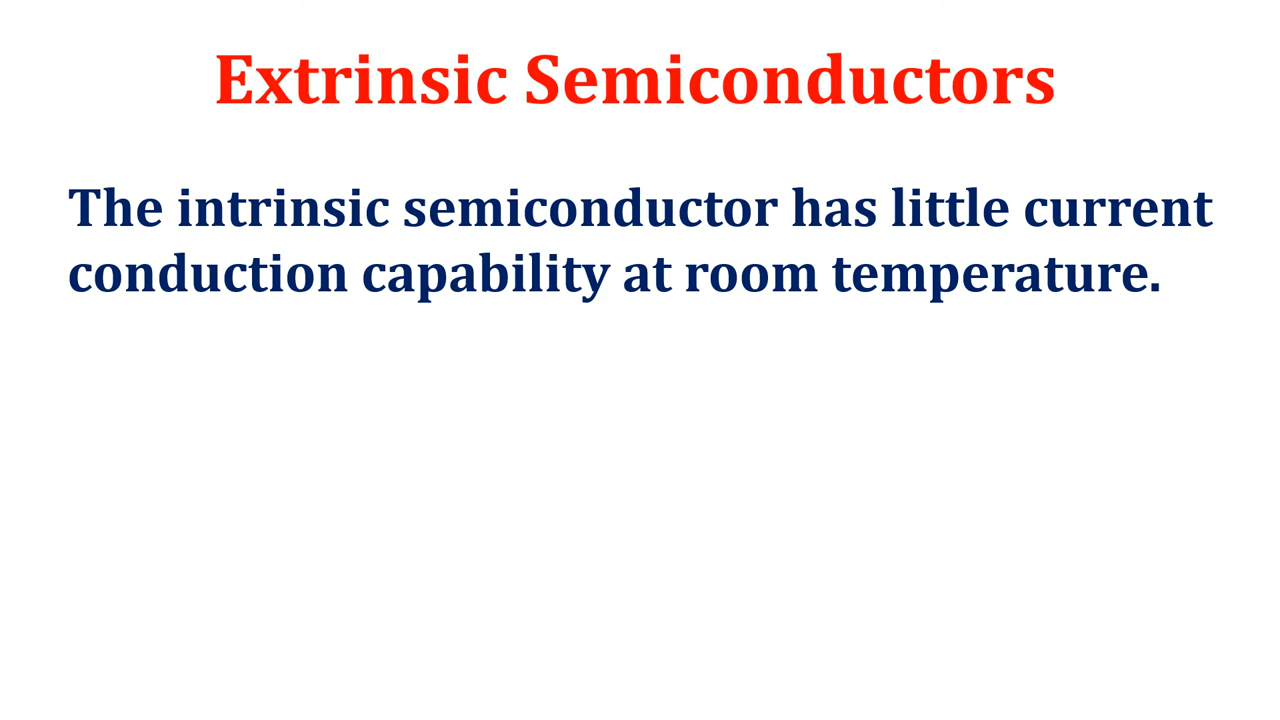 Extrinsic Semiconductors
The intrinsic semiconductor has little current
conduction capability at room temperature.